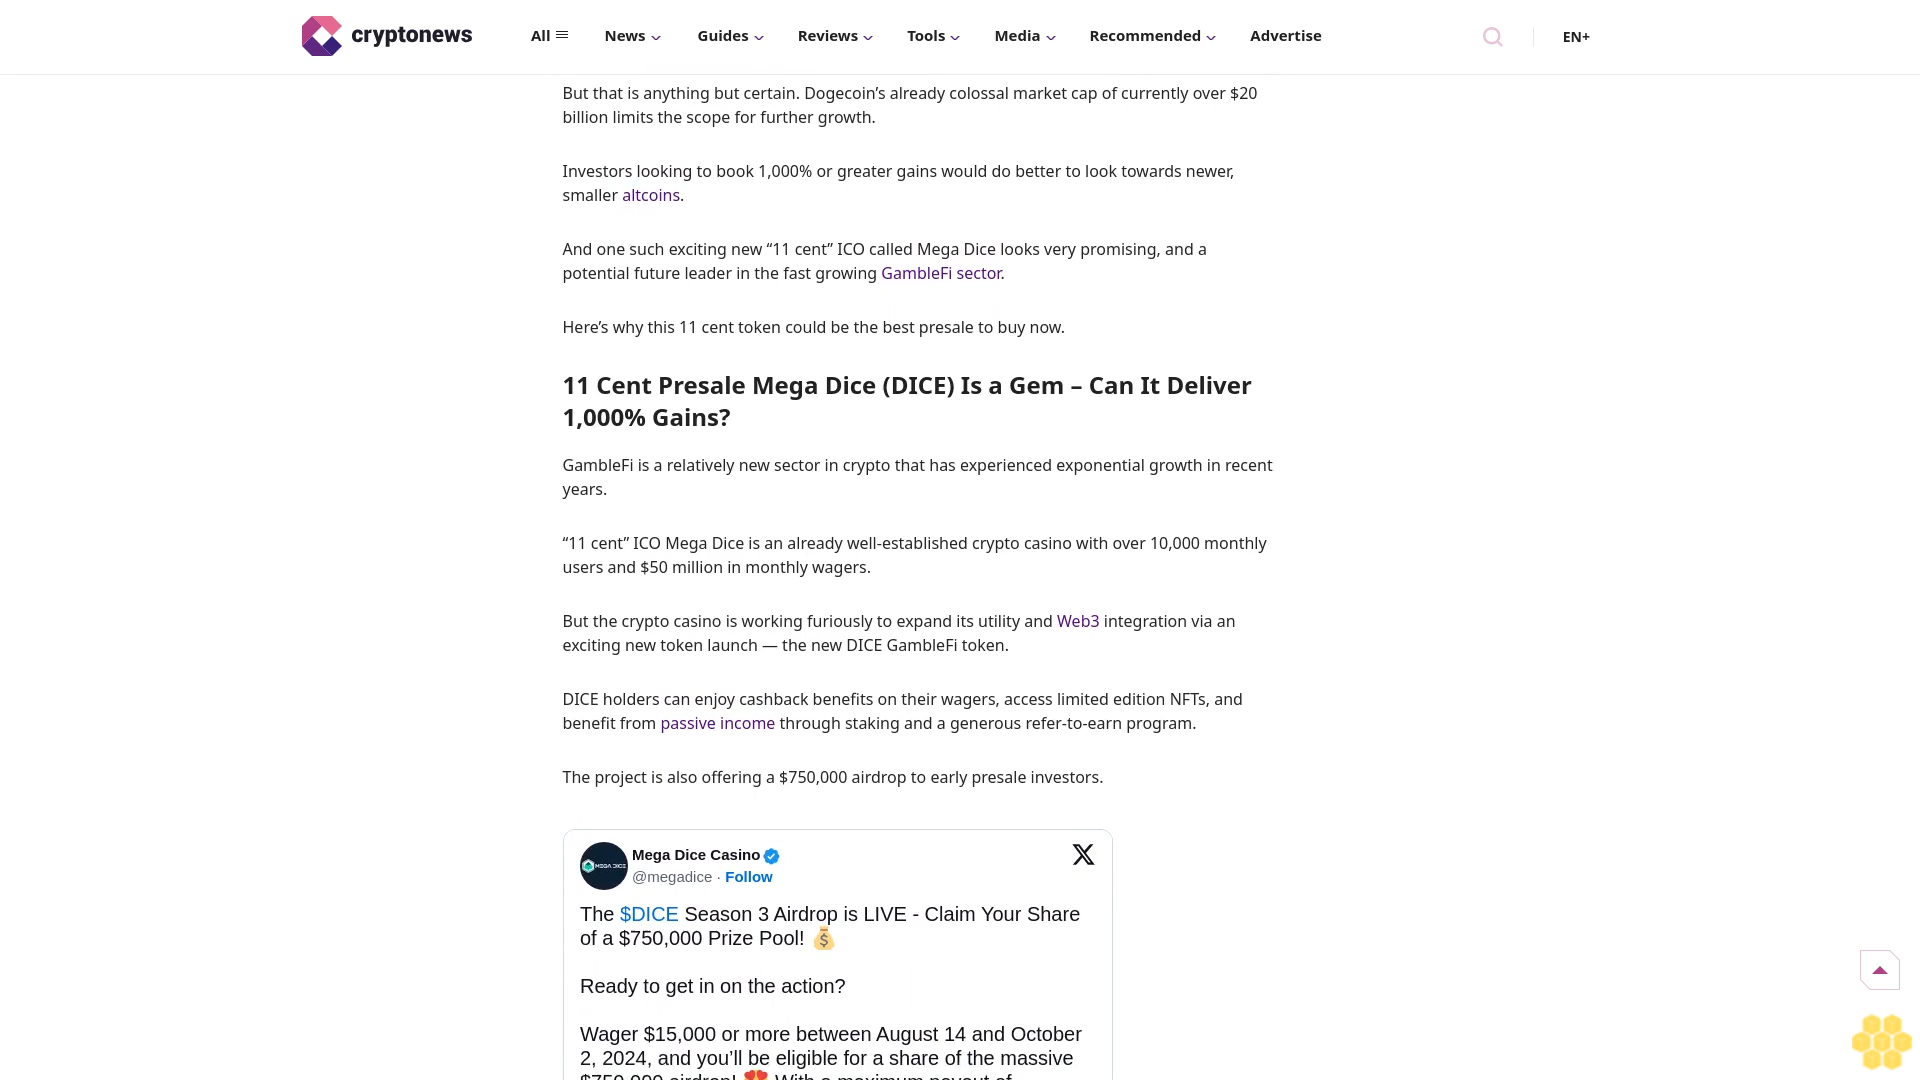 cryptonews
All
News
Guides
Reviews
Tools
Media
Recommended
Advertise
EN+
But that is anything but certain. Dogecoin’s already colossal market cap of currently over $20
billion limits the scope for further growth.
Investors looking to book 1,000% or greater gains would do better to look towards newer,
smaller altcoins.
And one such exciting new “11 cent” ICO called Mega Dice looks very promising, and a
potential future leader in the fast growing GambleFi sector.
Here’s why this 11 cent token could be the best presale to buy now.
11 Cent Presale Mega Dice (DICE) Is a Gem – Can It Deliver
1,000% Gains?
GambleFi is a relatively new sector in crypto that has experienced exponential growth in recent
years.
“11 cent” ICO Mega Dice is an already well-established crypto casino with over 10,000 monthly
users and $50 million in monthly wagers.
But the crypto casino is working furiously to expand its utility and Web3 integration via an
exciting new token launch — the new DICE GambleFi token.
DICE holders can enjoy cashback benefits on their wagers, access limited edition NFTs, and
benefit from passive income through staking and a generous refer-to-earn program.
The project is also offering a $750,000 airdrop to early presale investors.
MEGA DICE
Mega Dice Casino
@megadice · Follow
The $DICE Season 3 Airdrop is LIVE - Claim Your Share
of a $750,000 Prize Pool! 💰
Ready to get in on the action?
Wager $15,000 or more between August 14 and October
2, 2024, and you’ll be eligible for a share of the massive
$750,000 airdrop! 😍 With a maximum payout of